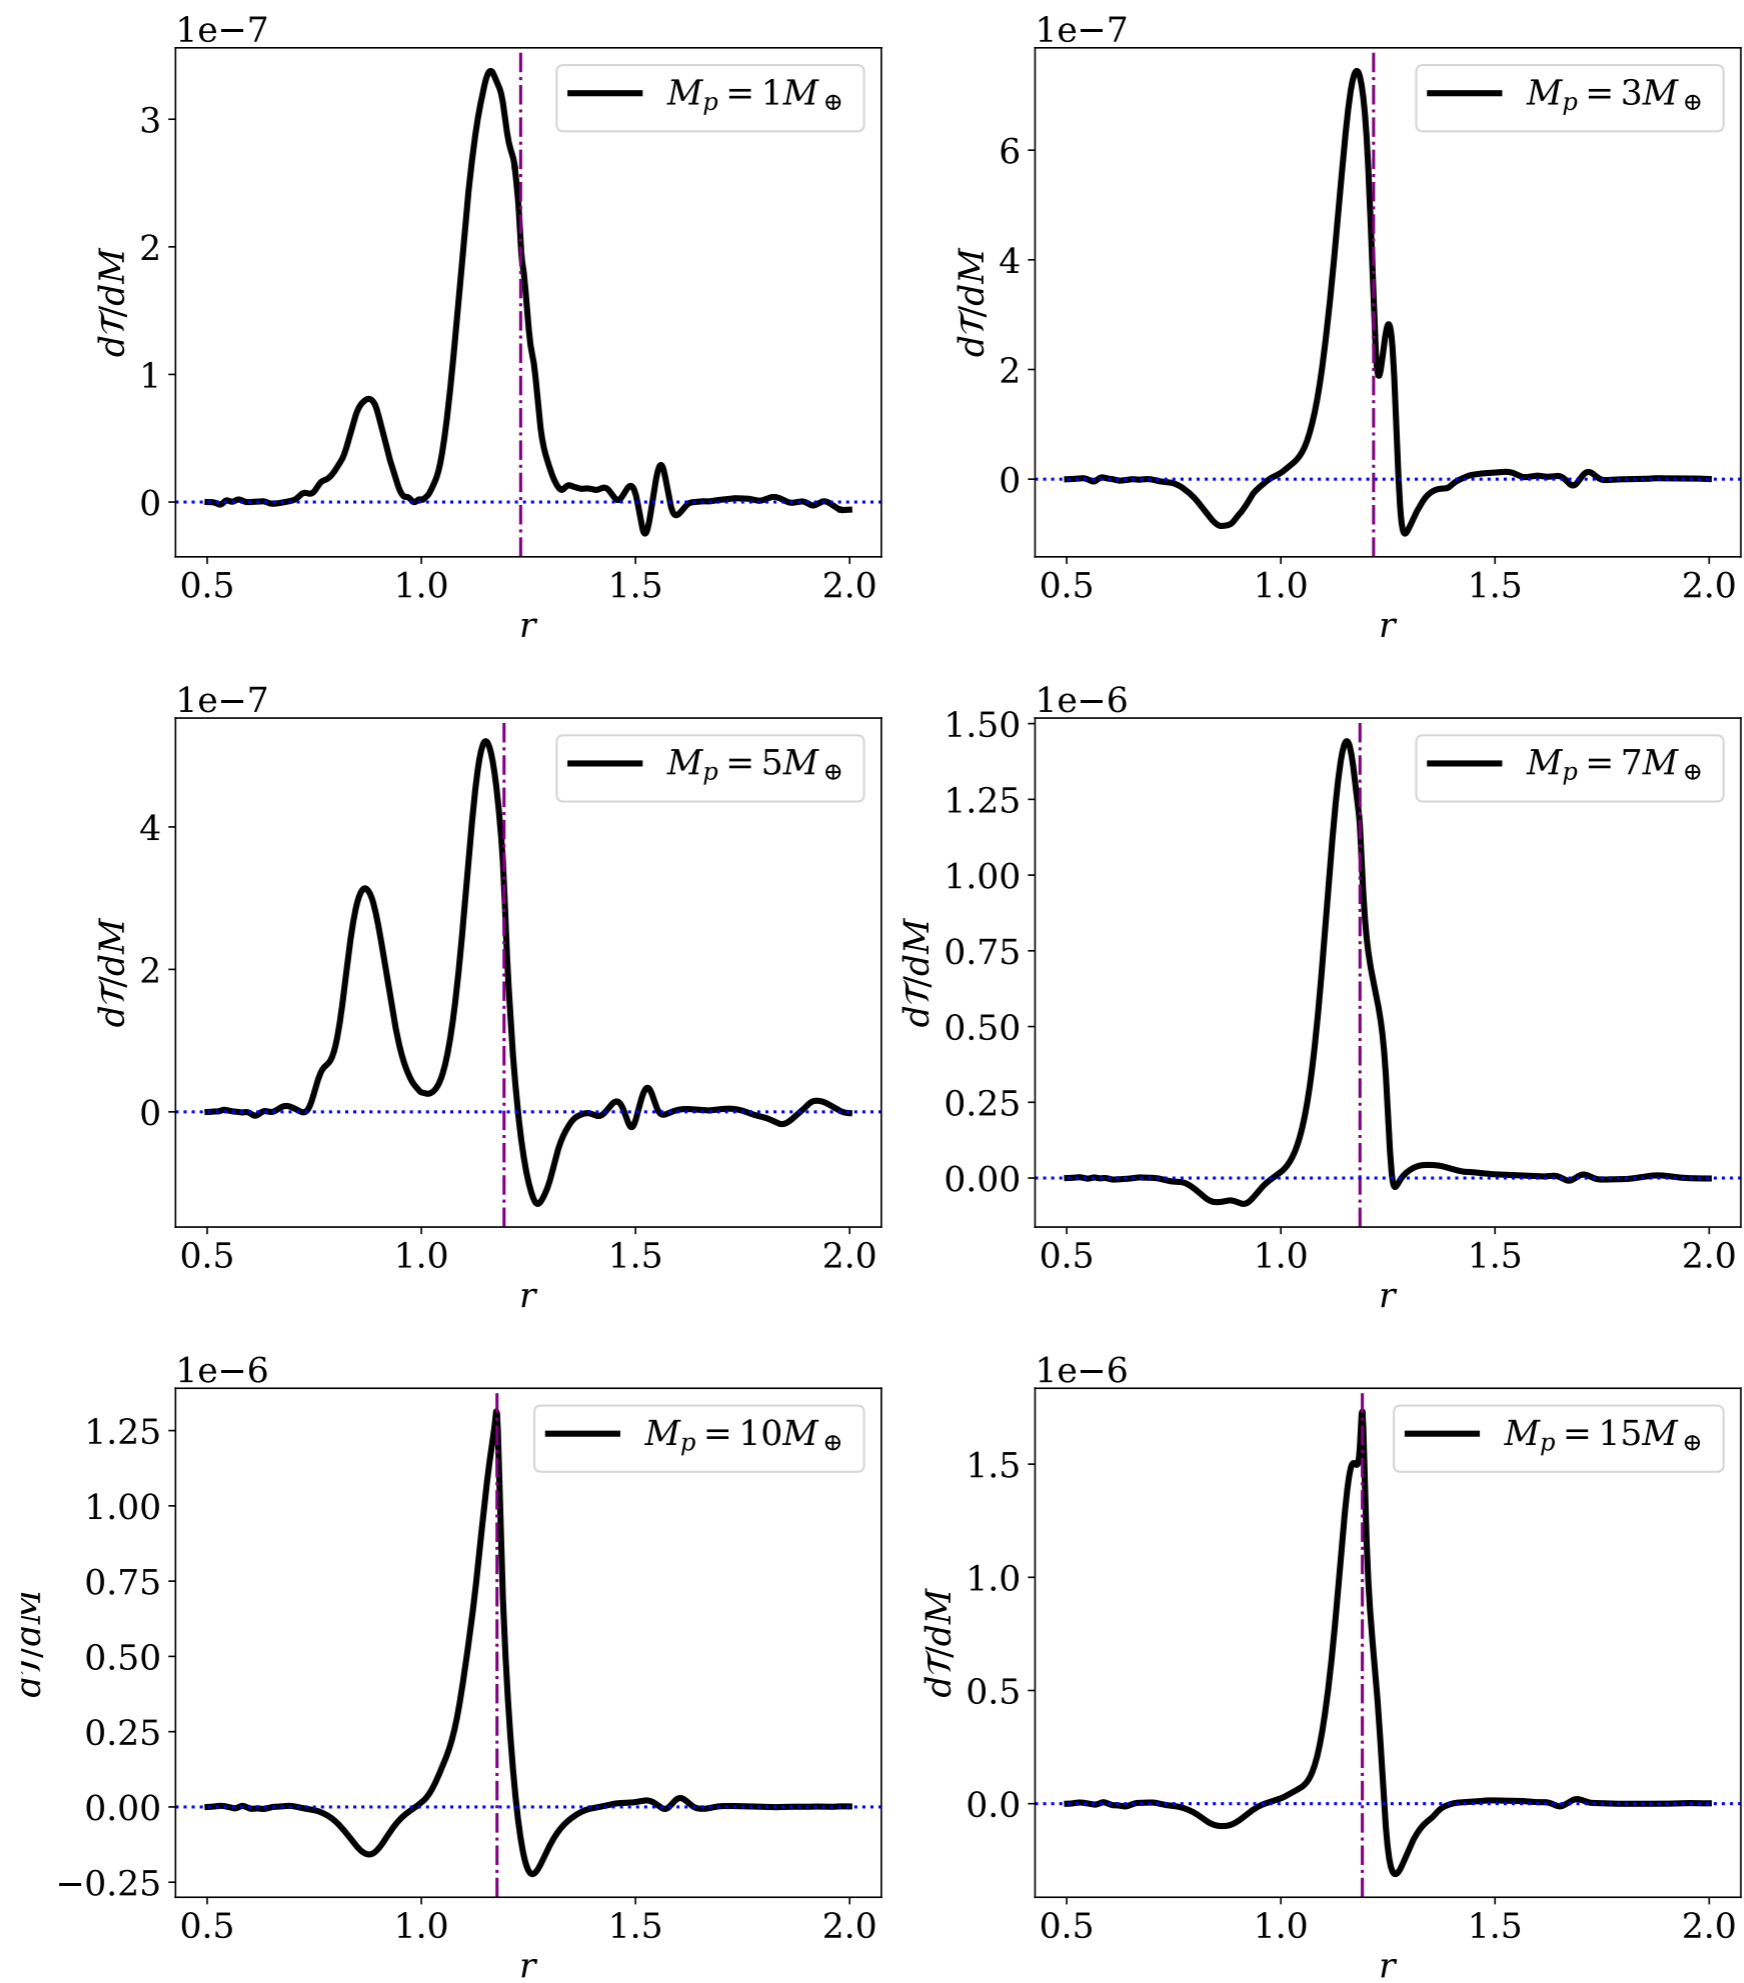 1e−7
1e−7
M_p = 1M_⊕
M_p = 3M_⊕
3
2
1
0
6
4
2
0
d𝒯/dM
d𝒯/dM
0.5 1.0 1.5 2.0
0.5 1.0 1.5 2.0
r
r
1e−7
1e−6
M_p = 5M_⊕
M_p = 7M_⊕
4
2
0
1.50
1.25
1.00
0.75
0.50
0.25
0.00
d𝒯/dM
d𝒯/dM
0.5 1.0 1.5 2.0
0.5 1.0 1.5 2.0
r
r
1e−6
1e−6
M_p = 10M_⊕
M_p = 15M_⊕
1.25
1.00
0.75
0.50
0.25
0.00
−0.25
1.5
1.0
0.5
0.0
d𝒯/dM
d𝒯/dM
0.5 1.0 1.5 2.0
0.5 1.0 1.5 2.0
r
r